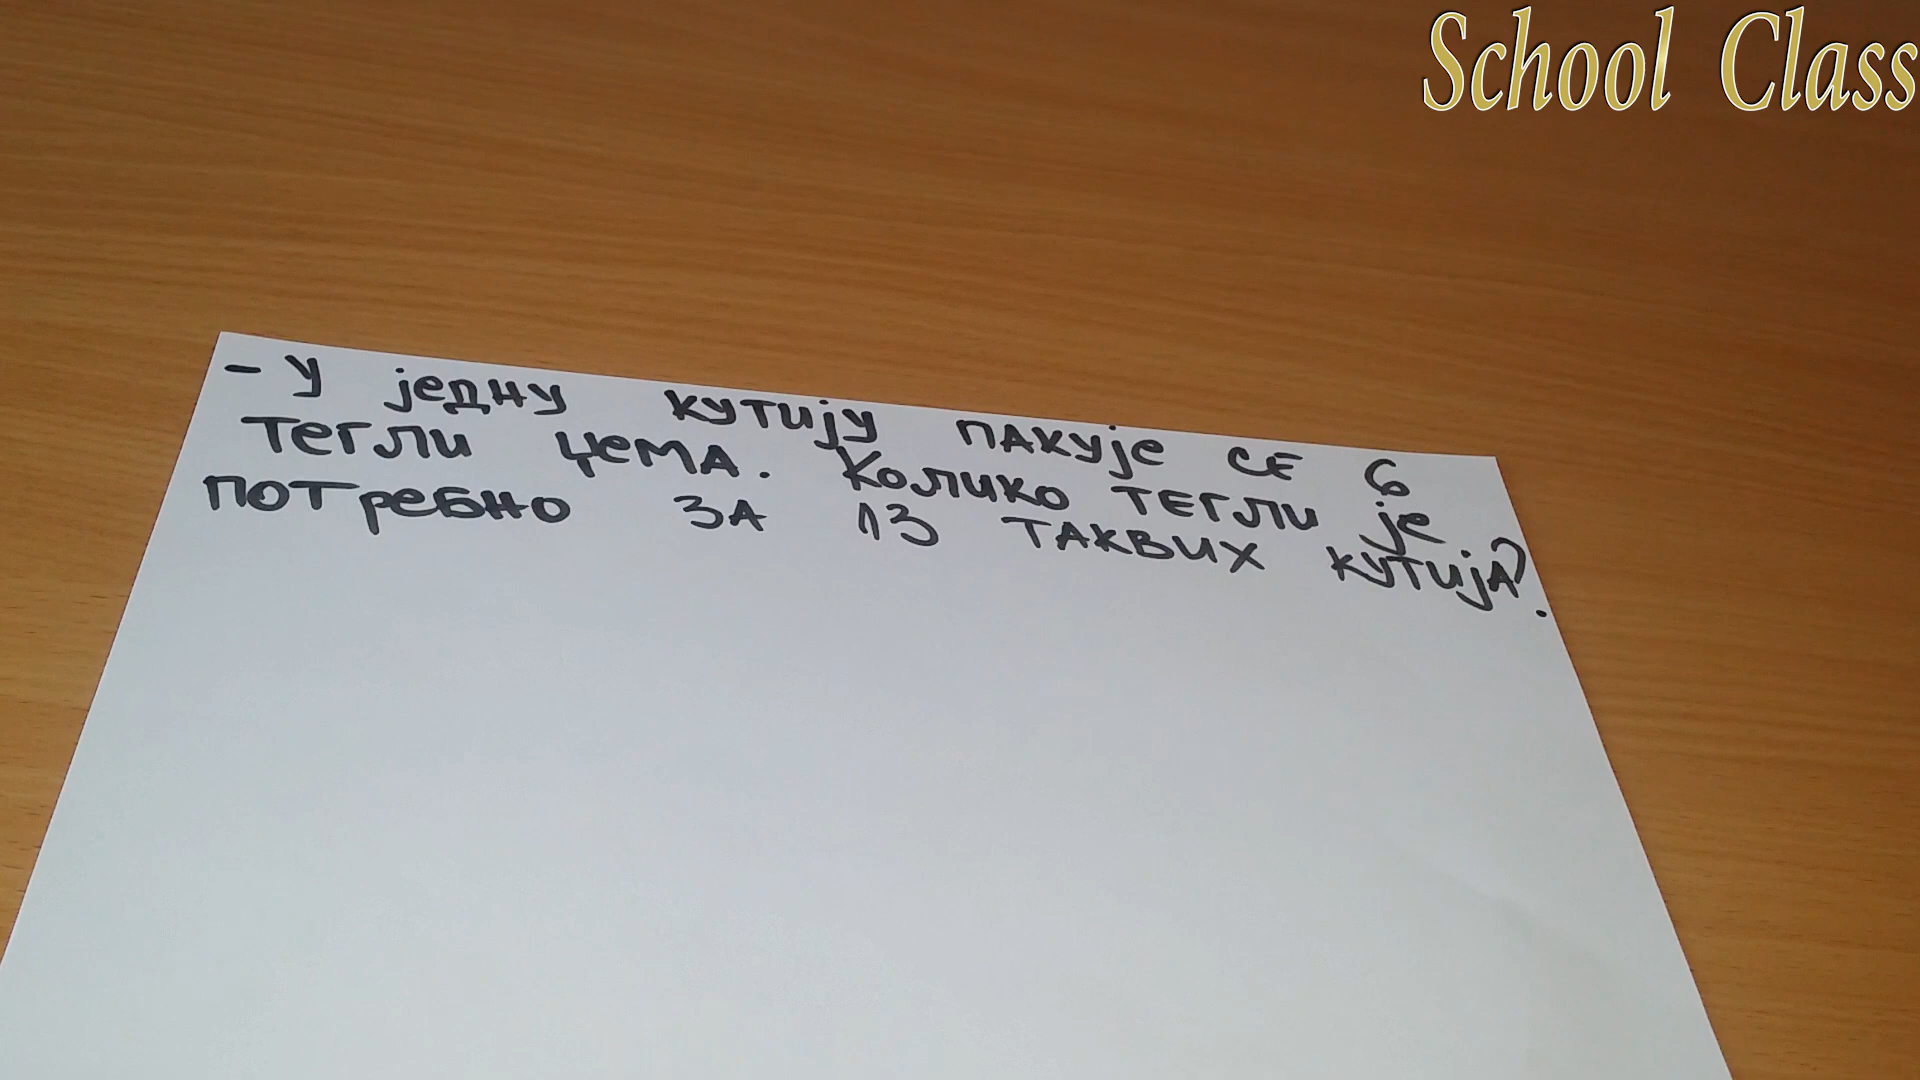 School Class
- У једну кутију пакује се 6
тегли џема. Колико тегли је
потребно за 13 таквих кутија?